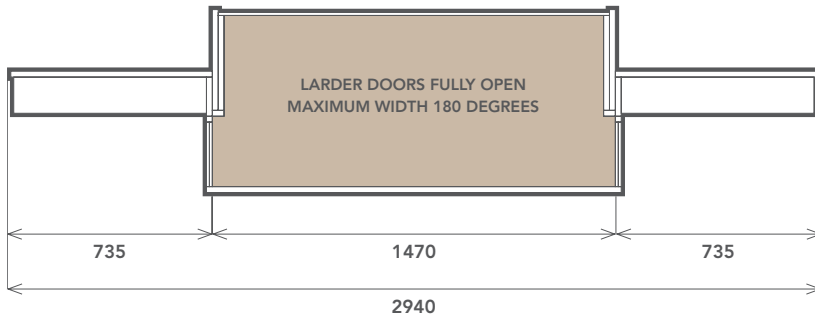 LARDER DOORS FULLY OPEN
MAXIMUM WIDTH 180 DEGREES
735
1470
735
2940